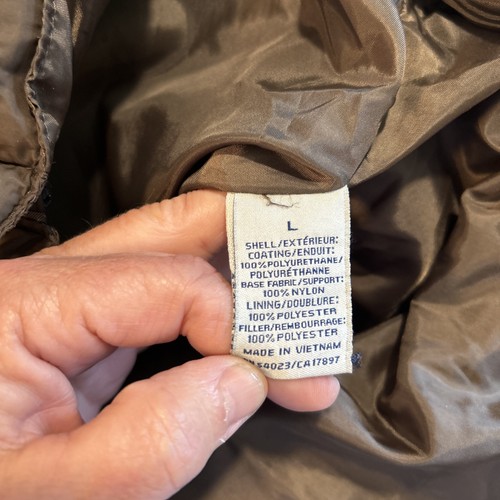 L
SHELL/EXTÉRIEUR:
COATING/ENDUIT:
100%POLYURETHANE/
POLYURÉTHANNE
BASE FABRIC/SUPPORT:
100% NYLON
LINING/DOUBLURE:
100% POLYESTER
FILLER/REMBOURRAGE:
100% POLYESTER
MADE IN VIETNAM
54023/CA17897